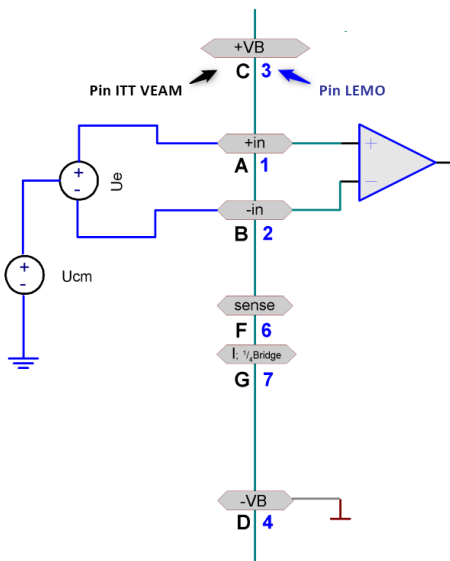 +VB
C 3
Pin ITT VEAM
Pin LEMO
+in
A 1
+
+
-
Ue
-in
B 2
−
+
-
Ucm
sense
F 6
I; 1/4Bridge
G 7
-VB
D 4